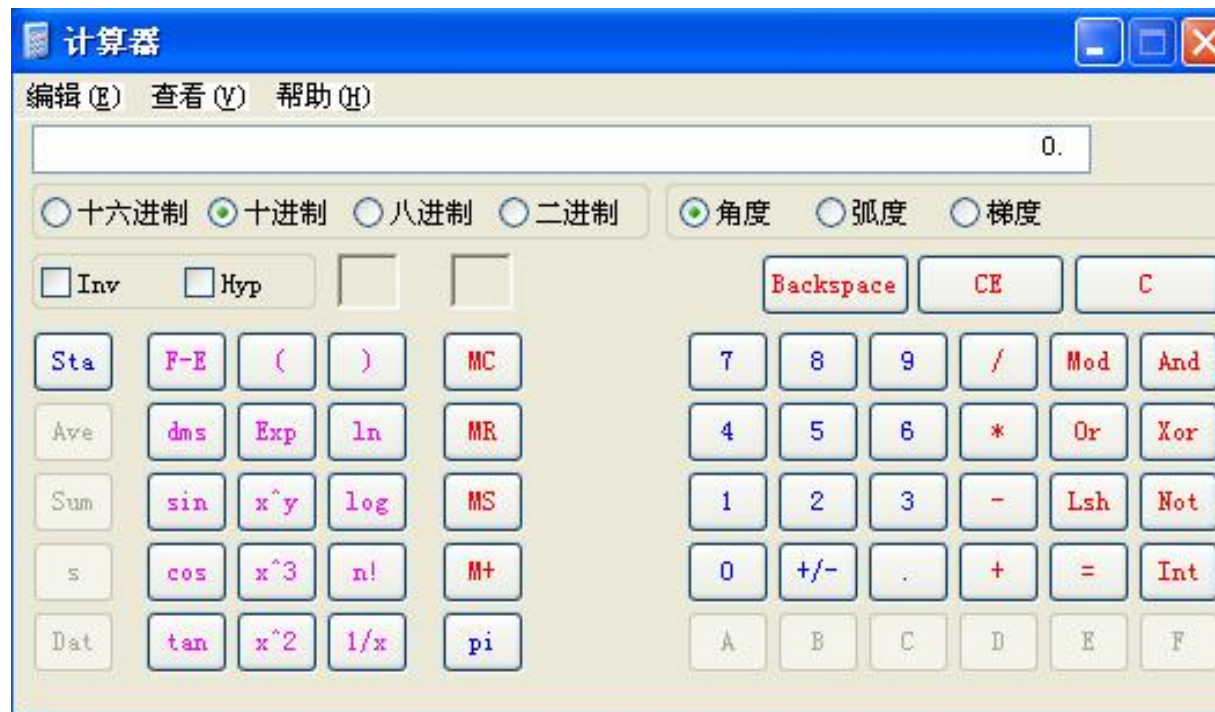 计算器
编辑(E) 查看(V) 帮助(H)
0.
十六进制 十进制 八进制 二进制 角度 弧度 梯度
Inv Hyp Backspace CE C
Sta F-E ( ) MC 7 8 9 / Mod And
Ave dms Exp ln MR 4 5 6 * Or Xor
Sum sin x^y log MS 1 2 3 - Lsh Not
s cos x^3 n! M+ 0 +/- . + = Int
Dat tan x^2 1/x pi A B C D E F